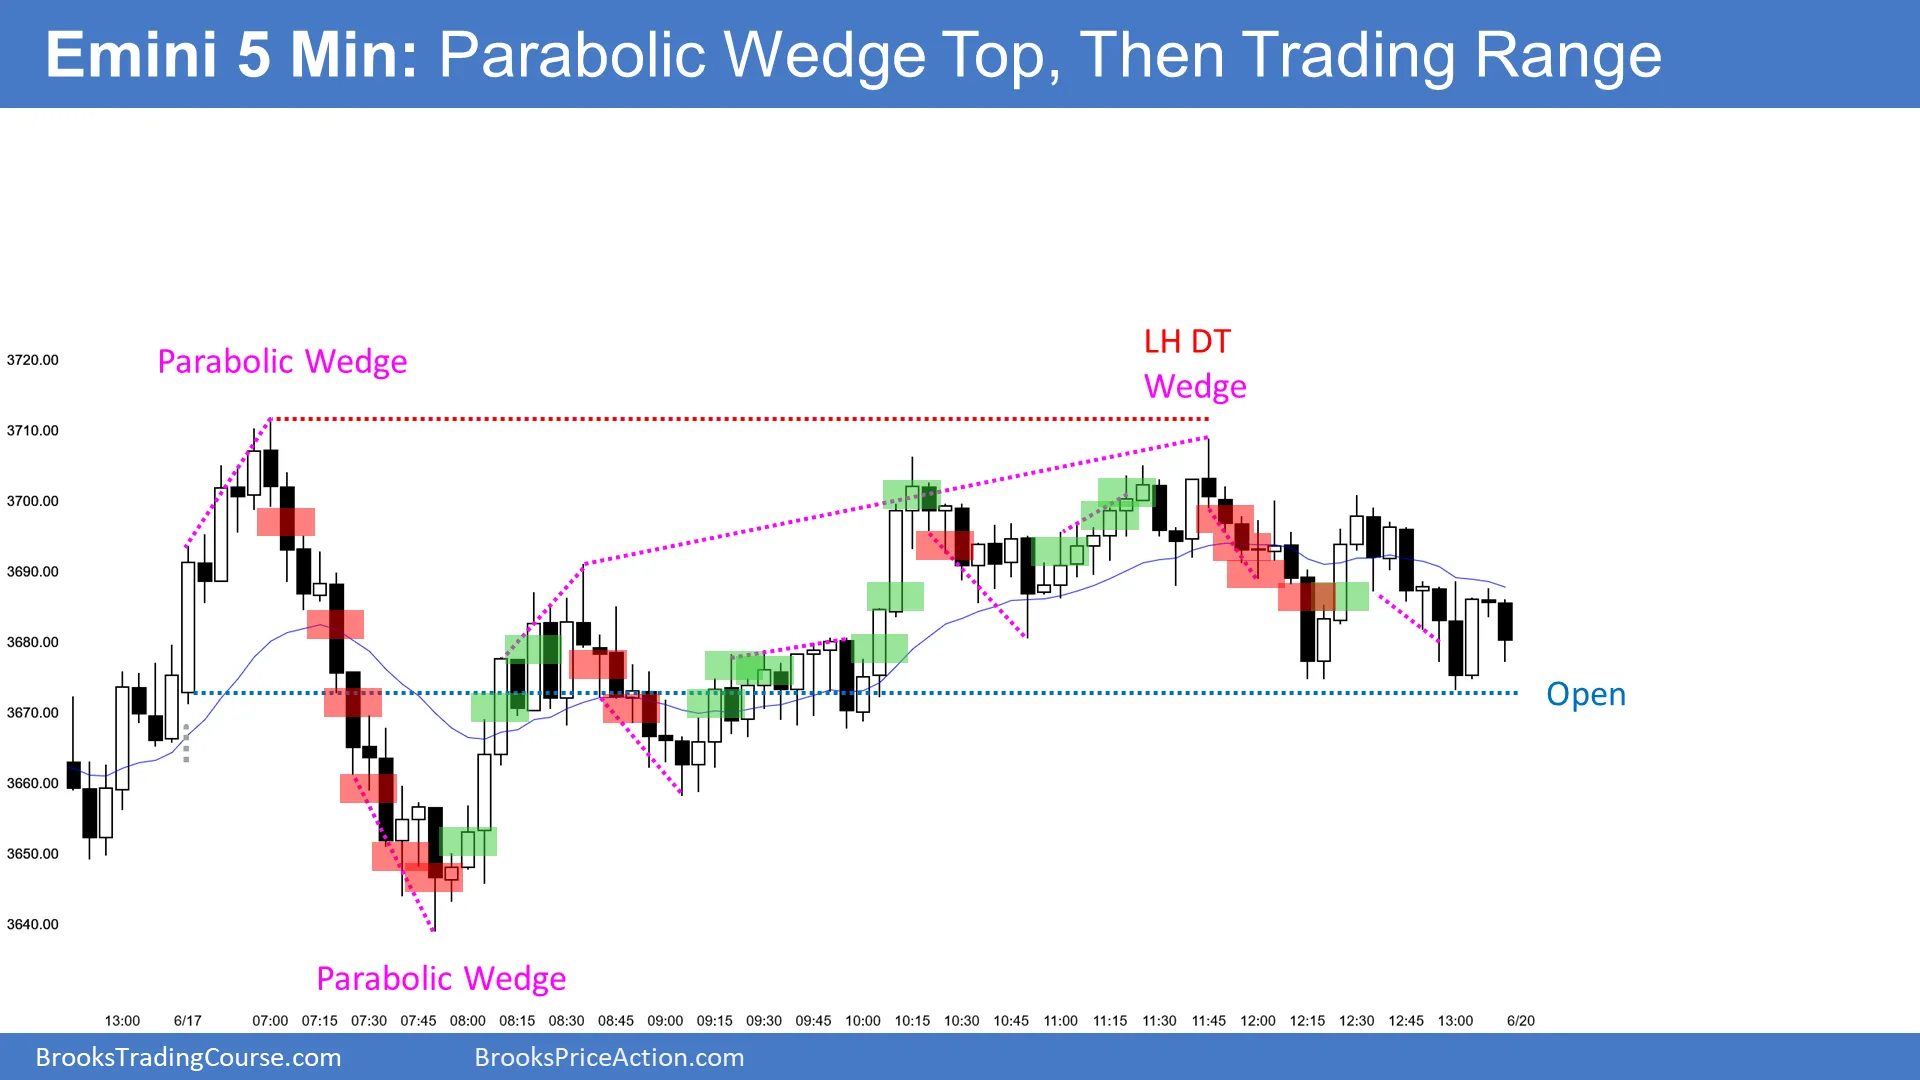 Emini 5 Min: Parabolic Wedge Top, Then Trading Range
LH DT
Wedge
Parabolic Wedge
3720.00
3710.00
3700.00
3690.00
3680.00
3670.00
3660.00
3650.00
3640.00
Open
Parabolic Wedge
13:00 6/17 07:00 07:15 07:30 07:45 08:00 08:15 08:30 08:45 09:00 09:15 09:30 09:45 10:00 10:15 10:30 10:45 11:00 11:15 11:30 11:45 12:00 12:15 12:30 12:45 13:00 6/20
BrooksTradingCourse.com BrooksPriceAction.com